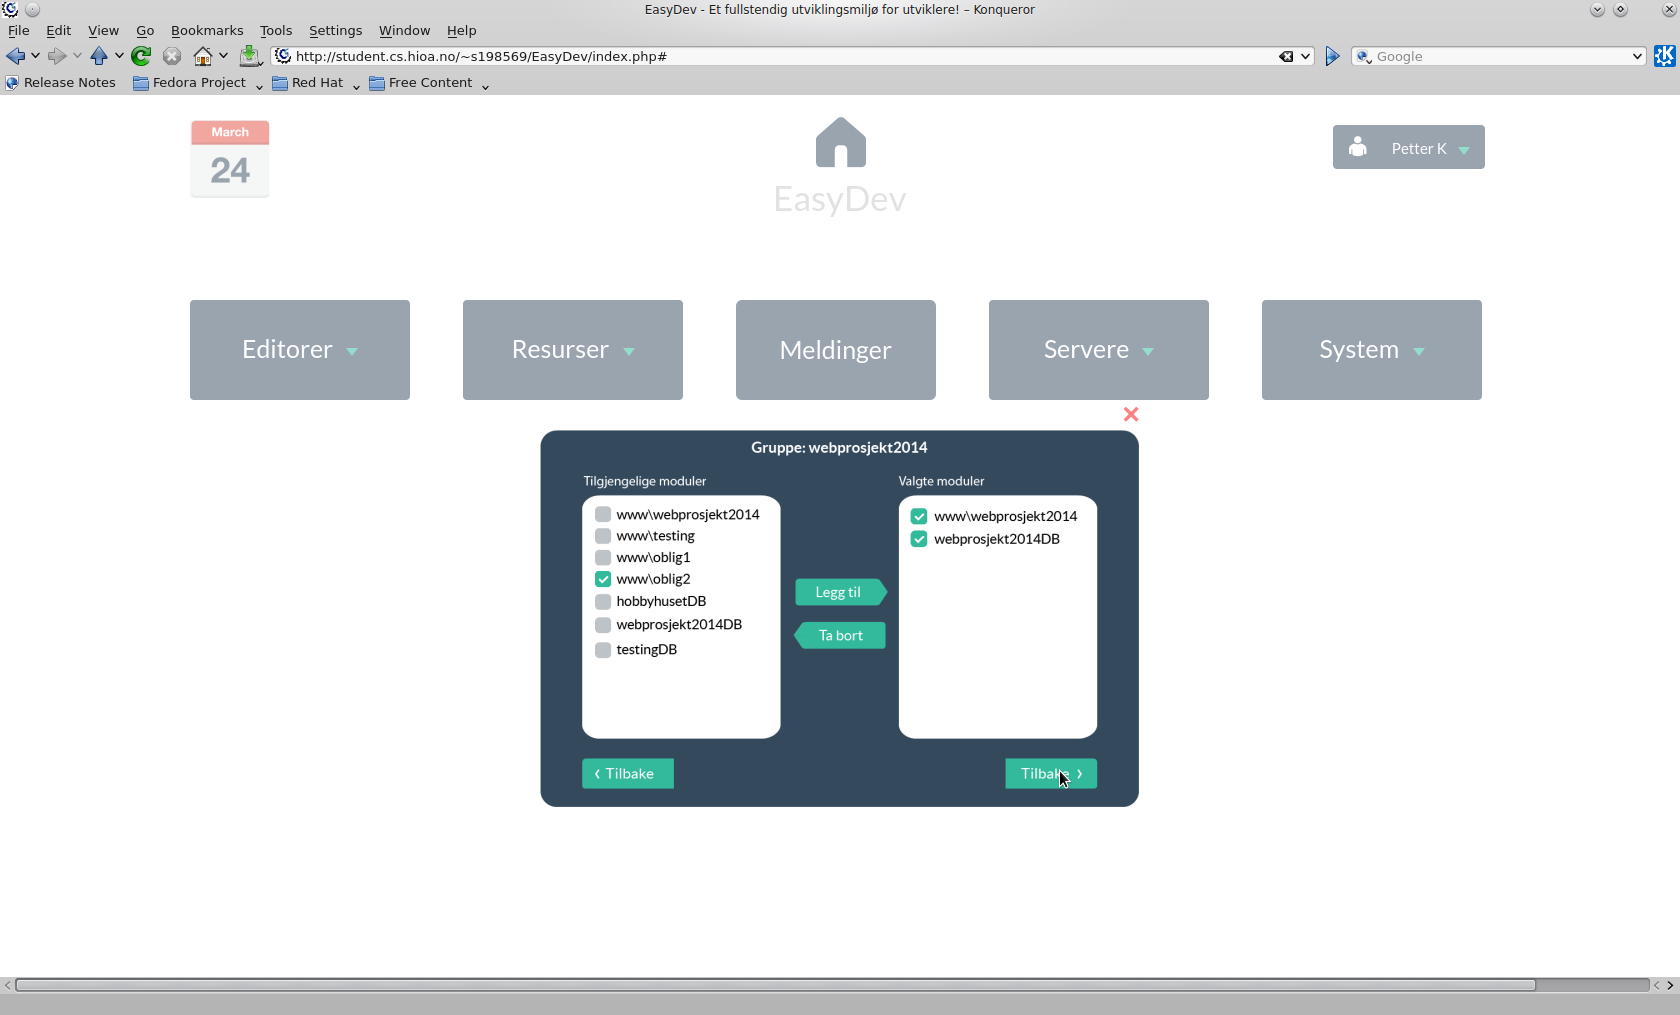 EasyDev - Et fullstendig utviklingsmiljø for utviklere! – Konqueror
File Edit View Go Bookmarks Tools Settings Window Help
http://student.cs.hioa.no/~s198569/EasyDev/index.php#
Google
Release Notes Fedora Project Red Hat Free Content
March
24
EasyDev
Petter K
Editorer
Resurser
Meldinger
Servere
System
Gruppe: webprosjekt2014
Tilgjengelige moduler
www\webprosjekt2014
www\testing
www\oblig1
www\oblig2
hobbyhusetDB
webprosjekt2014DB
testingDB
Legg til
Ta bort
Valgte moduler
www\webprosjekt2014
webprosjekt2014DB
‹ Tilbake
Tilbake ›